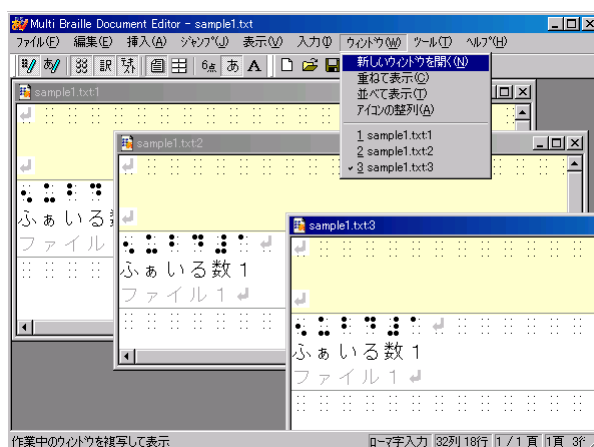 Multi Braille Document Editor - sample1.txt
ファイル(F) 編集(E) 挿入(A) ジャンプ(J) 表示(V) 入力(I) ウィンドウ(W) ツール(T) ヘルプ(H)
訳 6点 あ A
新しいウィンドウを開く(N)
重ねて表示(C)
並べて表示(T)
アイコンの整列(A)
1 sample1.txt:1
2 sample1.txt:2
✓ 3 sample1.txt:3
sample1.txt:1
ふぁいる
ファイル
sample1.txt:2
ふぁいる数1
ファイル1
sample1.txt:3
ふぁいる数1
ファイル1
作業中のウィンドウを複写して表示
ローマ字入力 32列 18行 1/1頁 1頁